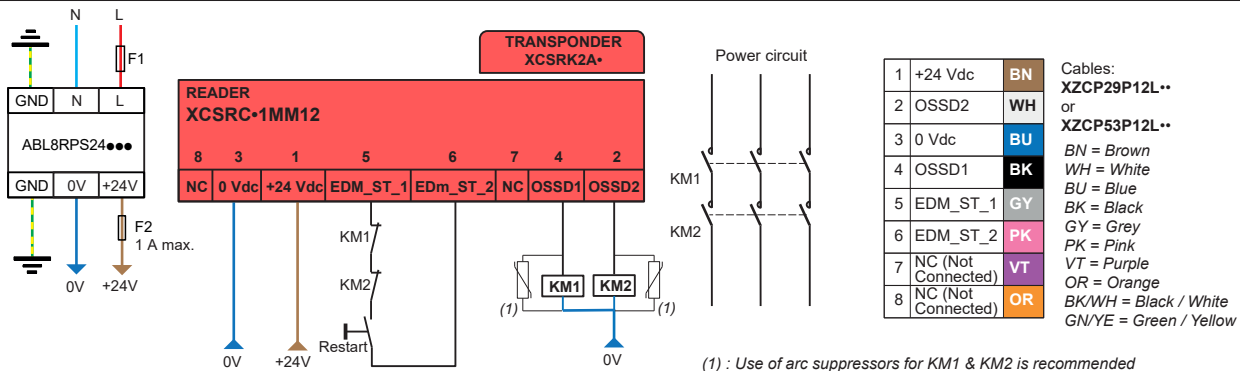 N
L
F1
GND
N
L
ABL8RPS24●●●
GND
0V
+24V
F2
1 A max.
0V
+24V
TRANSPONDER
XCSRK2A•
READER
XCSRC•1MM12
8
3
1
5
6
7
4
2
NC
0 Vdc
+24 Vdc
EDM_ST_1
EDm_ST_2
NC
OSSD1
OSSD2
KM1
KM2
Restart
0V
+24V
KM1
KM2
(1)
(1)
0V
Power circuit
KM1
KM2
1 +24 Vdc BN
2 OSSD2 WH
3 0 Vdc BU
4 OSSD1 BK
5 EDM_ST_1 GY
6 EDM_ST_2 PK
7 NC (Not Connected) VT
8 NC (Not Connected) OR
Cables:
XZCP29P12L••
or
XZCP53P12L••
BN = Brown
WH = White
BU = Blue
BK = Black
GY = Grey
PK = Pink
VT = Purple
OR = Orange
BK/WH = Black / White
GN/YE = Green / Yellow
(1) : Use of arc suppressors for KM1 & KM2 is recommended